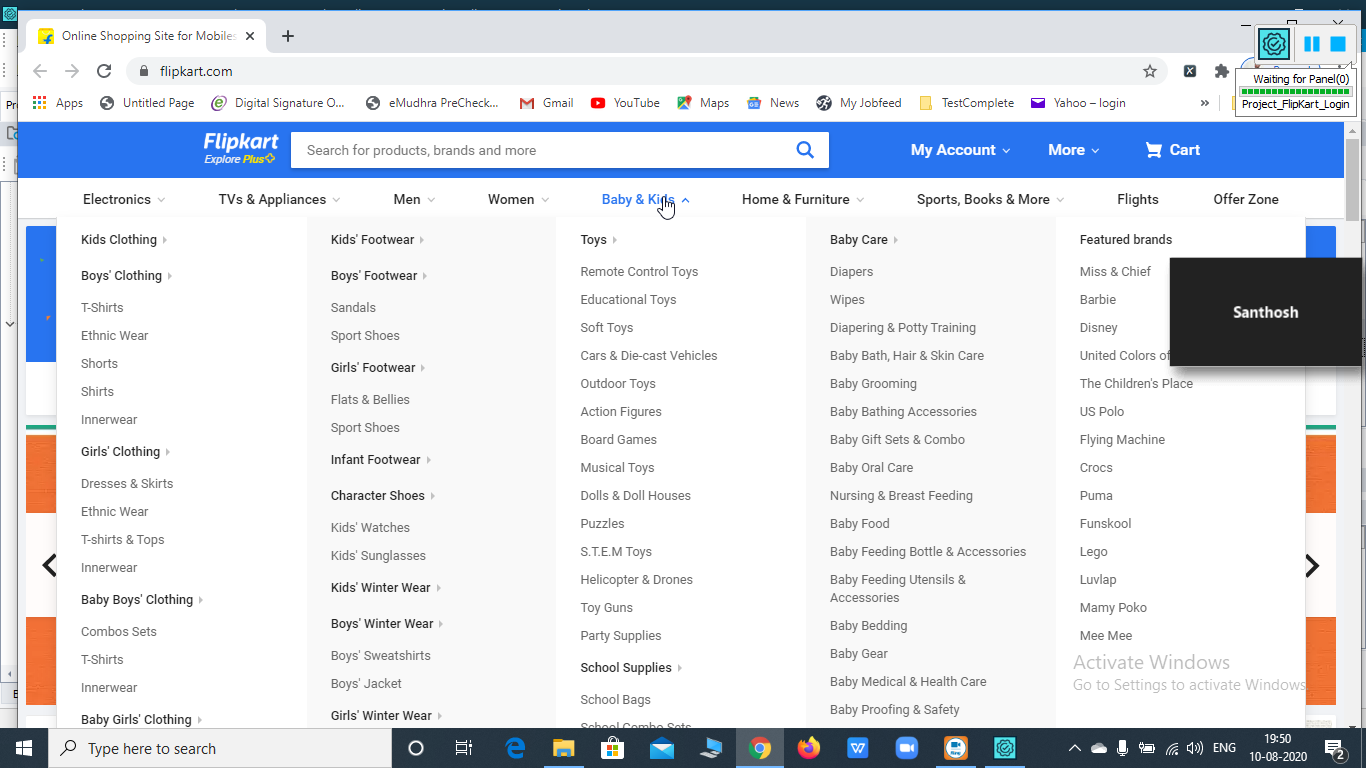 Online Shopping Site for Mobiles
flipkart.com
Waiting for Panel(0)
Project_FlipKart_Login
Apps
Untitled Page
Digital Signature O...
eMudhra PreCheck...
Gmail
YouTube
Maps
News
My Jobfeed
TestComplete
Yahoo – login
»
Flipkart
Explore Plus
Search for products, brands and more
My Account
More
Cart
Electronics
TVs & Appliances
Men
Women
Baby & Kids
Home & Furniture
Sports, Books & More
Flights
Offer Zone
Kids Clothing
Boys' Clothing
T-Shirts
Ethnic Wear
Shorts
Shirts
Innerwear
Girls' Clothing
Dresses & Skirts
Ethnic Wear
T-shirts & Tops
Innerwear
Baby Boys' Clothing
Combos Sets
T-Shirts
Innerwear
Baby Girls' Clothing
Kids' Footwear
Boys' Footwear
Sandals
Sport Shoes
Girls' Footwear
Flats & Bellies
Sport Shoes
Infant Footwear
Character Shoes
Kids' Watches
Kids' Sunglasses
Kids' Winter Wear
Boys' Winter Wear
Boys' Sweatshirts
Boys' Jacket
Girls' Winter Wear
Toys
Remote Control Toys
Educational Toys
Soft Toys
Cars & Die-cast Vehicles
Outdoor Toys
Action Figures
Board Games
Musical Toys
Dolls & Doll Houses
Puzzles
S.T.E.M Toys
Helicopter & Drones
Toy Guns
Party Supplies
School Supplies
School Bags
School Combo Sets
Baby Care
Diapers
Wipes
Diapering & Potty Training
Baby Bath, Hair & Skin Care
Baby Grooming
Baby Bathing Accessories
Baby Gift Sets & Combo
Baby Oral Care
Nursing & Breast Feeding
Baby Food
Baby Feeding Bottle & Accessories
Baby Feeding Utensils &
Accessories
Baby Bedding
Baby Gear
Baby Medical & Health Care
Baby Proofing & Safety
Featured brands
Miss & Chief
Barbie
Disney
United Colors of
The Children's Place
US Polo
Flying Machine
Crocs
Puma
Funskool
Lego
Luvlap
Mamy Poko
Mee Mee
Santhosh
Activate Windows
Go to Settings to activate Windows
Type here to search
ENG
19:50
10-08-2020
2